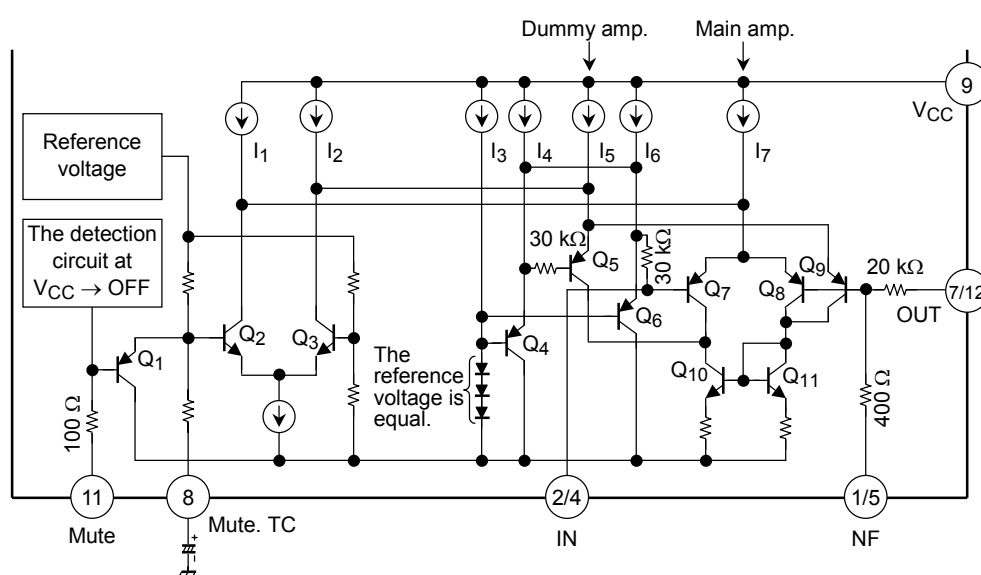 Dummy amp.
Main amp.
9
VCC
Reference
voltage
I1
I2
I3
I4
I5
I6
I7
The detection
circuit at
VCC → OFF
30 kΩ
30 kΩ
Q5
Q7
Q8
Q9
20 kΩ
7/12
OUT
Q1
Q2
Q3
Q4
Q6
The
reference
voltage is
equal.
Q10
Q11
100 Ω
400 Ω
11
Mute
8
Mute. TC
+
−
2/4
IN
1/5
NF